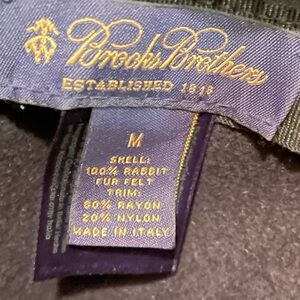 Brooks Brothers
ESTABLISHED 1818
M
SHELL:
100% RABBIT
FUR FELT
TRIM:
80% RAYON
20% NYLON
MADE IN ITALY